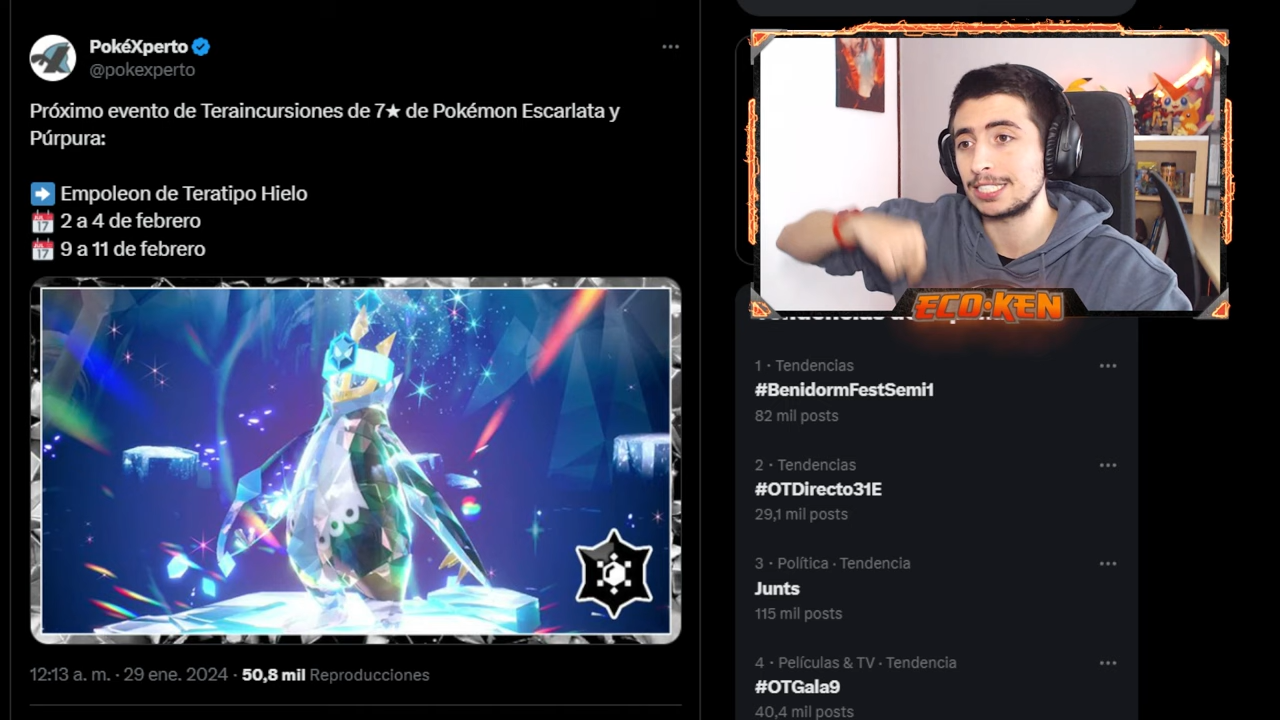 PokéXperto
@pokexperto
Próximo evento de Teraincursiones de 7★ de Pokémon Escarlata y
Púrpura:
➡️ Empoleon de Teratipo Hielo
📅 2 a 4 de febrero
📅 9 a 11 de febrero
12:13 a. m. · 29 ene. 2024 · 50,8 mil Reproducciones
ECO·KEN
1 · Tendencias
#BenidormFestSemi1
82 mil posts
2 · Tendencias
#OTDirecto31E
29,1 mil posts
3 · Política · Tendencia
Junts
115 mil posts
4 · Películas & TV · Tendencia
#OTGala9
40,4 mil posts